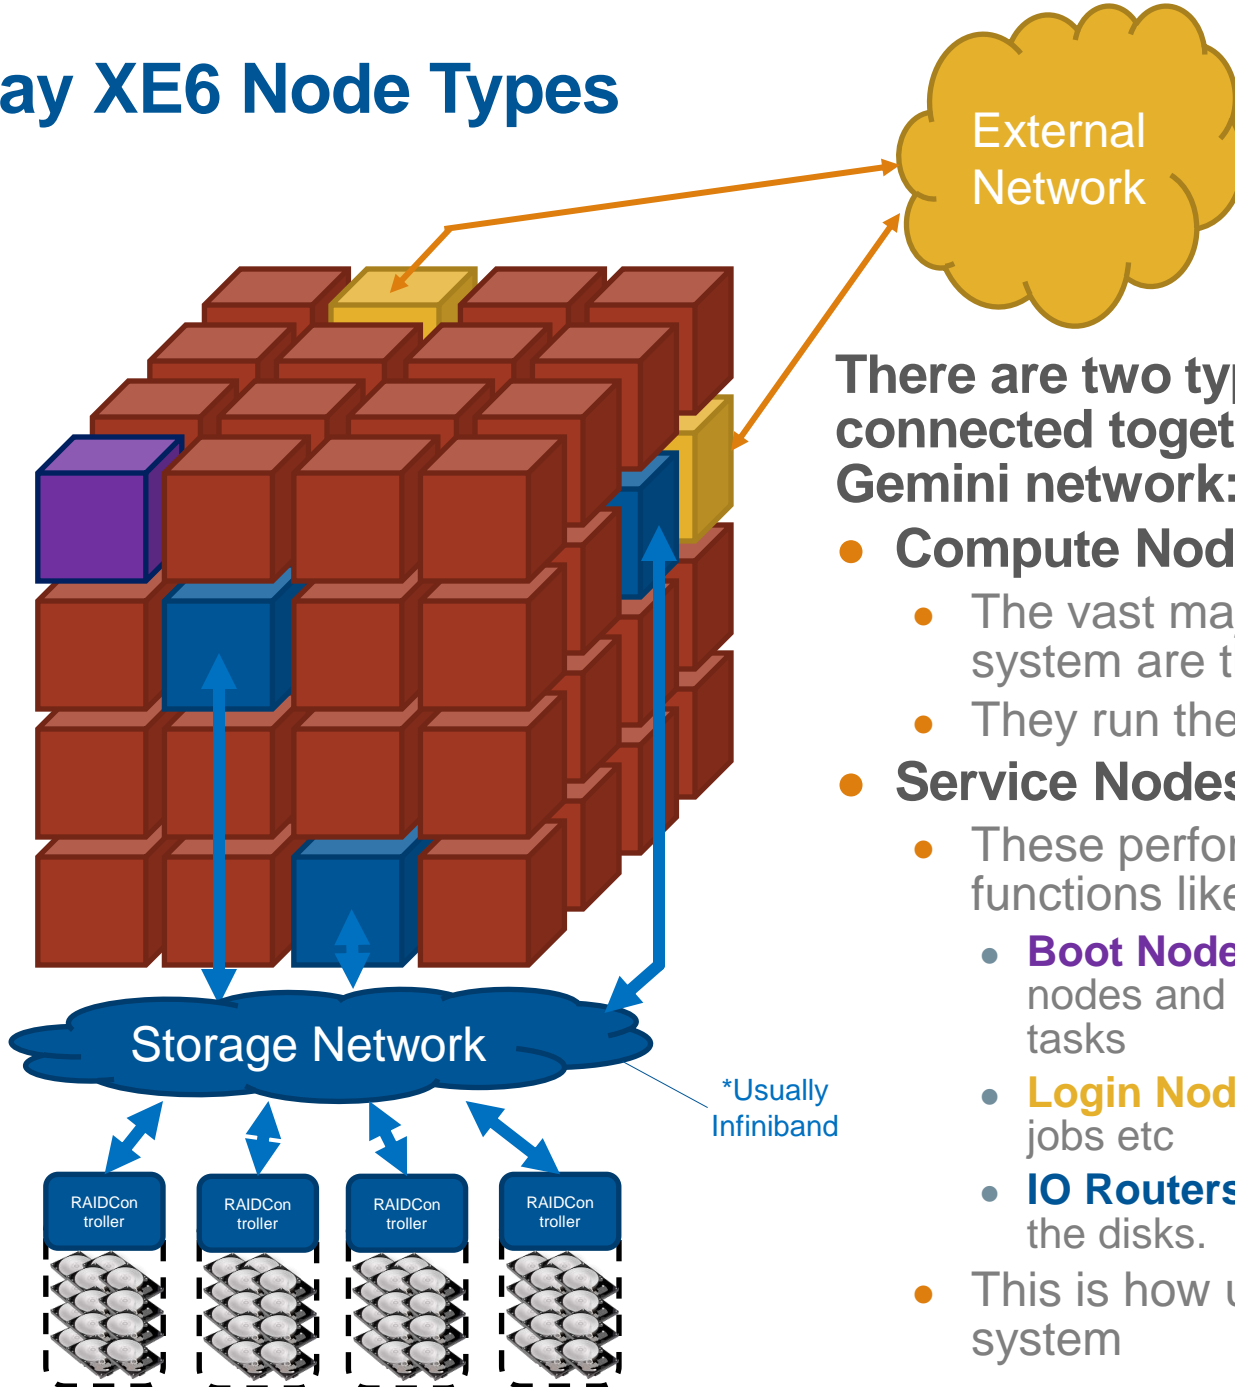 ay XE6 Node Types
External
Network
There are two typ
connected toget
Gemini network:
Compute Nod
The vast maj
system are t
They run the
Service Nodes
These perfor
functions like
Boot Node
nodes and
tasks
Login Nod
jobs etc
IO Routers
the disks.
This is how u
system
Storage Network
*Usually
Infiniband
RAIDCon
troller
RAIDCon
troller
RAIDCon
troller
RAIDCon
troller